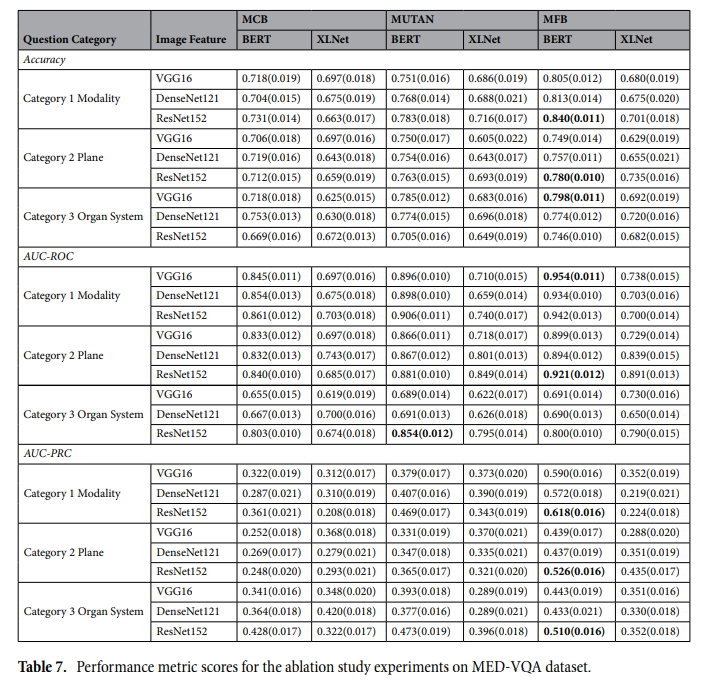 MCB MUTAN MFB
Question Category Image Feature BERT XLNet BERT XLNet BERT XLNet
Accuracy
Category 1 Modality
VGG16 0.718(0.019) 0.697(0.018) 0.751(0.016) 0.686(0.019) 0.805(0.012) 0.680(0.019)
DenseNet121 0.704(0.015) 0.675(0.019) 0.768(0.014) 0.688(0.021) 0.813(0.014) 0.675(0.020)
ResNet152 0.731(0.014) 0.663(0.017) 0.783(0.018) 0.716(0.017) 0.840(0.011) 0.701(0.018)
Category 2 Plane
VGG16 0.706(0.018) 0.697(0.016) 0.750(0.017) 0.605(0.022) 0.749(0.014) 0.629(0.019)
DenseNet121 0.719(0.016) 0.643(0.018) 0.754(0.016) 0.643(0.017) 0.757(0.011) 0.655(0.021)
ResNet152 0.712(0.015) 0.659(0.019) 0.763(0.015) 0.693(0.019) 0.780(0.010) 0.735(0.016)
Category 3 Organ System
VGG16 0.718(0.018) 0.625(0.015) 0.785(0.012) 0.683(0.016) 0.798(0.011) 0.692(0.019)
DenseNet121 0.753(0.013) 0.630(0.018) 0.774(0.015) 0.696(0.018) 0.774(0.012) 0.720(0.016)
ResNet152 0.669(0.016) 0.672(0.013) 0.705(0.016) 0.649(0.019) 0.746(0.010) 0.682(0.015)
AUC-ROC
Category 1 Modality
VGG16 0.845(0.011) 0.697(0.016) 0.896(0.010) 0.710(0.015) 0.954(0.011) 0.738(0.015)
DenseNet121 0.854(0.013) 0.675(0.018) 0.898(0.010) 0.659(0.014) 0.934(0.010) 0.703(0.016)
ResNet152 0.861(0.012) 0.703(0.018) 0.906(0.011) 0.740(0.017) 0.942(0.013) 0.700(0.014)
Category 2 Plane
VGG16 0.833(0.012) 0.697(0.018) 0.866(0.011) 0.718(0.017) 0.899(0.013) 0.729(0.014)
DenseNet121 0.832(0.013) 0.743(0.017) 0.867(0.012) 0.801(0.013) 0.894(0.012) 0.839(0.015)
ResNet152 0.840(0.010) 0.685(0.017) 0.881(0.010) 0.849(0.014) 0.921(0.012) 0.891(0.013)
Category 3 Organ System
VGG16 0.655(0.015) 0.619(0.019) 0.689(0.014) 0.622(0.017) 0.691(0.014) 0.730(0.016)
DenseNet121 0.667(0.013) 0.700(0.016) 0.691(0.013) 0.626(0.018) 0.690(0.013) 0.650(0.014)
ResNet152 0.803(0.010) 0.674(0.018) 0.854(0.012) 0.795(0.014) 0.800(0.010) 0.790(0.015)
AUC-PRC
Category 1 Modality
VGG16 0.322(0.019) 0.312(0.017) 0.379(0.017) 0.373(0.020) 0.590(0.016) 0.352(0.019)
DenseNet121 0.287(0.021) 0.310(0.019) 0.407(0.016) 0.390(0.019) 0.572(0.018) 0.219(0.021)
ResNet152 0.361(0.021) 0.208(0.018) 0.469(0.017) 0.343(0.019) 0.618(0.016) 0.224(0.018)
Category 2 Plane
VGG16 0.252(0.018) 0.368(0.018) 0.331(0.019) 0.370(0.021) 0.439(0.017) 0.288(0.020)
DenseNet121 0.269(0.017) 0.279(0.021) 0.347(0.018) 0.335(0.021) 0.437(0.019) 0.351(0.019)
ResNet152 0.248(0.020) 0.293(0.021) 0.365(0.017) 0.321(0.020) 0.526(0.016) 0.435(0.017)
Category 3 Organ System
VGG16 0.341(0.016) 0.348(0.020) 0.393(0.018) 0.289(0.019) 0.443(0.019) 0.351(0.016)
DenseNet121 0.364(0.018) 0.420(0.018) 0.377(0.016) 0.289(0.021) 0.433(0.021) 0.330(0.018)
ResNet152 0.428(0.017) 0.322(0.017) 0.473(0.019) 0.396(0.018) 0.510(0.016) 0.352(0.018)
Table 7. Performance metric scores for the ablation study experiments on MED-VQA dataset.